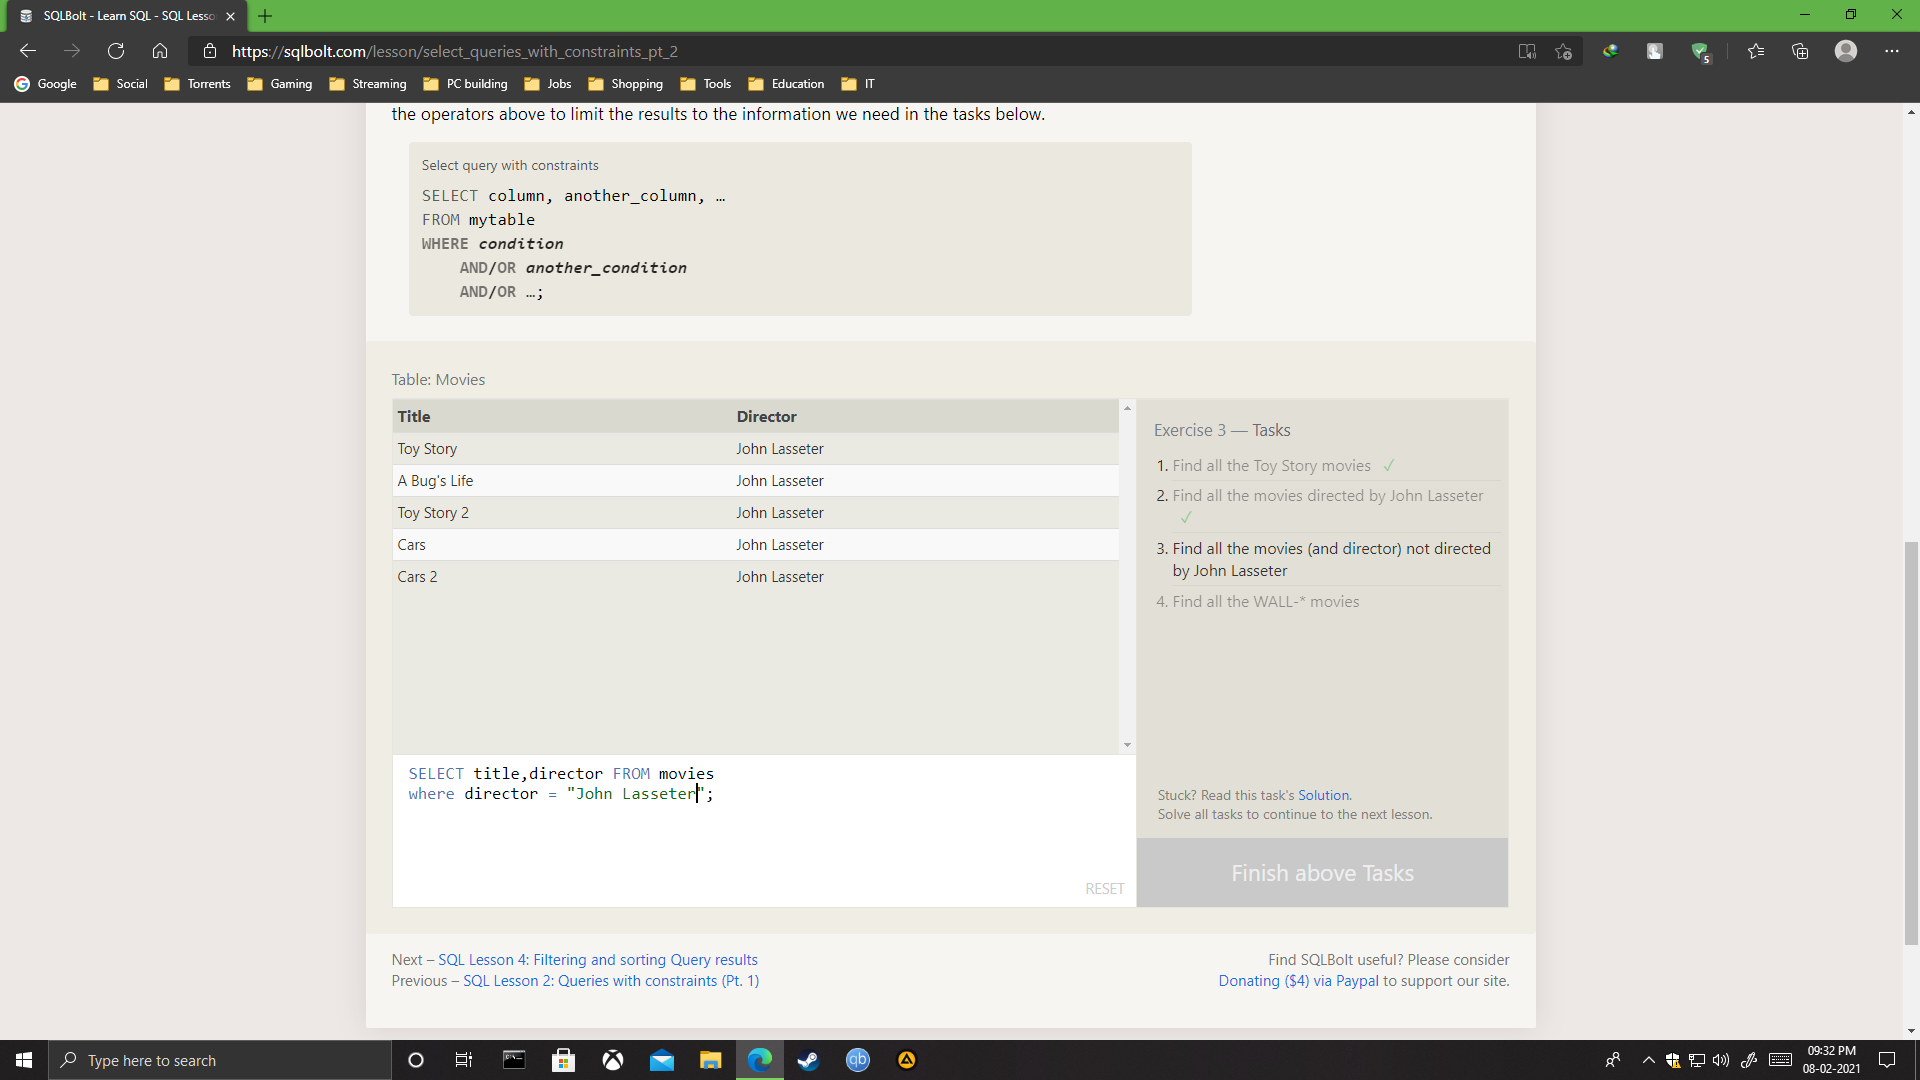 SQLBolt - Learn SQL - SQL Lesso
https://sqlbolt.com/lesson/select_queries_with_constraints_pt_2
5
Google Social Torrents Gaming Streaming PC building Jobs Shopping Tools Education IT
the operators above to limit the results to the information we need in the tasks below.
Select query with constraints
SELECT column, another_column, …
FROM mytable
WHERE condition
AND/OR another_condition
AND/OR …;
Table: Movies
Title Director
Toy Story John Lasseter
A Bug's Life John Lasseter
Toy Story 2 John Lasseter
Cars John Lasseter
Cars 2 John Lasseter
SELECT title,director FROM movies
where director = "John Lasseter";
RESET
Exercise 3 — Tasks
1. Find all the Toy Story movies ✓
2. Find all the movies directed by John Lasseter
✓
3. Find all the movies (and director) not directed
by John Lasseter
4. Find all the WALL-* movies
Stuck? Read this task's Solution.
Solve all tasks to continue to the next lesson.
Finish above Tasks
Next – SQL Lesson 4: Filtering and sorting Query results
Previous – SQL Lesson 2: Queries with constraints (Pt. 1)
Find SQLBolt useful? Please consider
Donating ($4) via Paypal to support our site.
Type here to search
qb
09:32 PM
08-02-2021